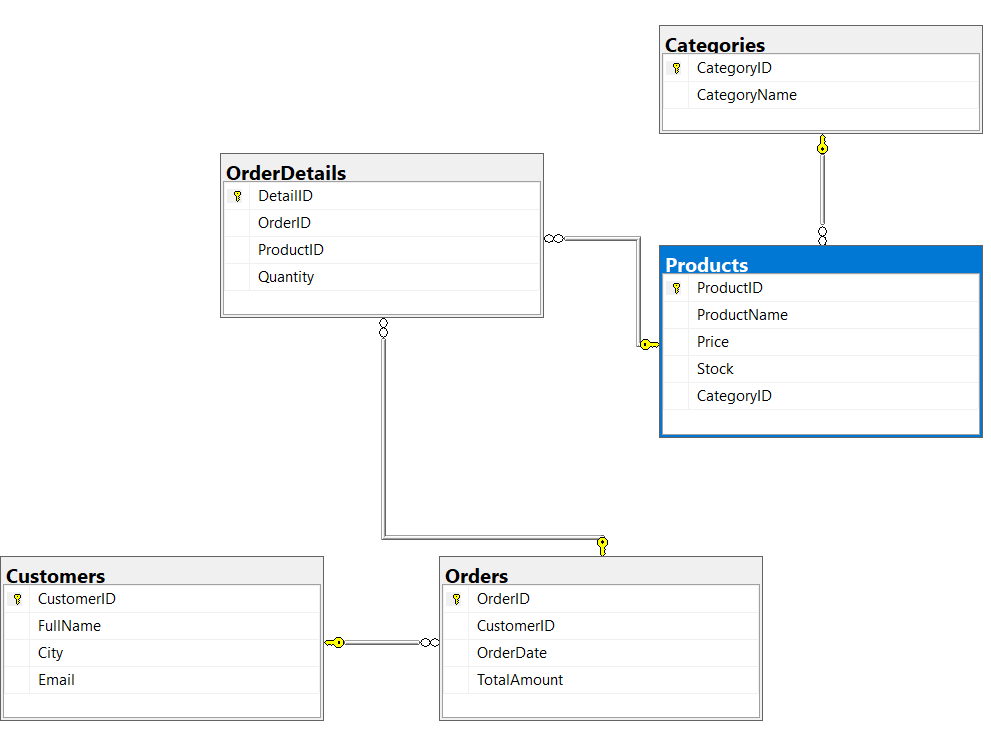 Categories
CategoryID
CategoryName
OrderDetails
DetailID
OrderID
ProductID
Quantity
Products
ProductID
ProductName
Price
Stock
CategoryID
Customers
CustomerID
FullName
City
Email
Orders
OrderID
CustomerID
OrderDate
TotalAmount